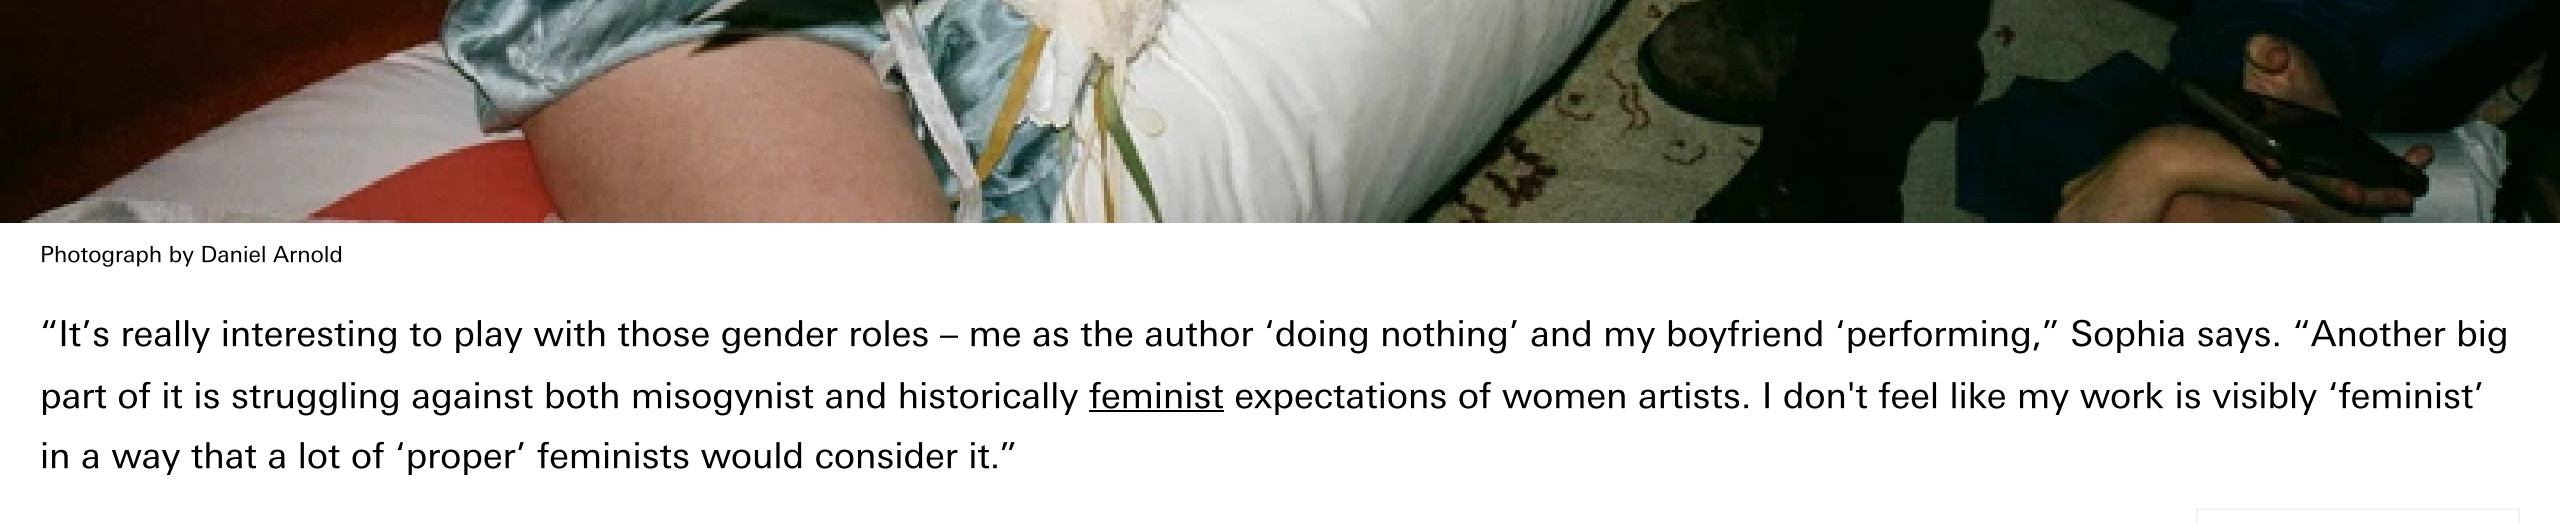 Photograph by Daniel Arnold
“It’s really interesting to play with those gender roles – me as the author ‘doing nothing’ and my boyfriend ‘performing,” Sophia says. “Another big
part of it is struggling against both misogynist and historically feminist expectations of women artists. I don't feel like my work is visibly ‘feminist’
in a way that a lot of ‘proper’ feminists would consider it.”